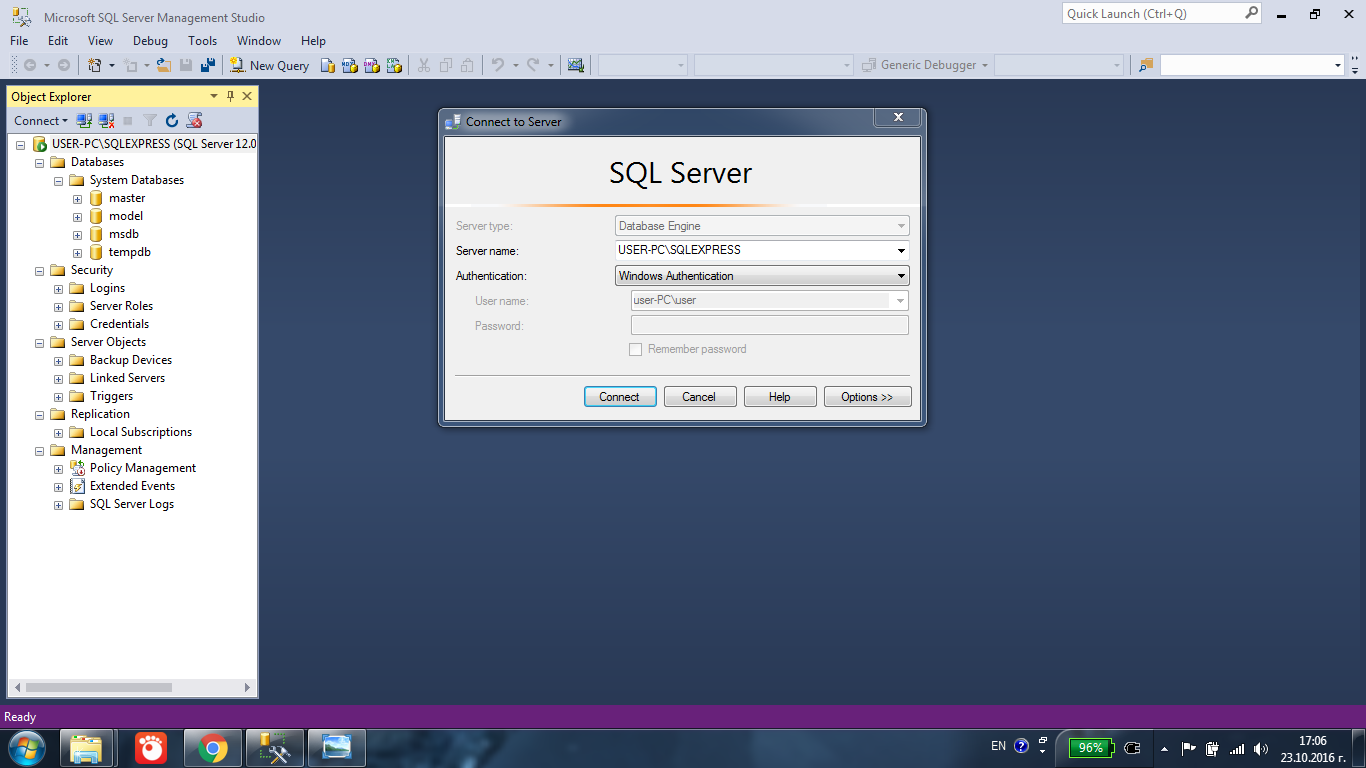 Microsoft SQL Server Management Studio
Quick Launch (Ctrl+Q)
File Edit View Debug Tools Window Help
New Query
Generic Debugger
Object Explorer
Connect
USER-PC\SQLEXPRESS (SQL Server 12.0
Databases
System Databases
master
model
msdb
tempdb
Security
Logins
Server Roles
Credentials
Server Objects
Backup Devices
Linked Servers
Triggers
Replication
Local Subscriptions
Management
Policy Management
Extended Events
SQL Server Logs
Connect to Server
SQL Server
Server type: Database Engine
Server name: USER-PC\SQLEXPRESS
Authentication: Windows Authentication
User name: user-PC\user
Password:
Remember password
Connect Cancel Help Options >>
Ready
EN 96% 17:06
23.10.2016 г.